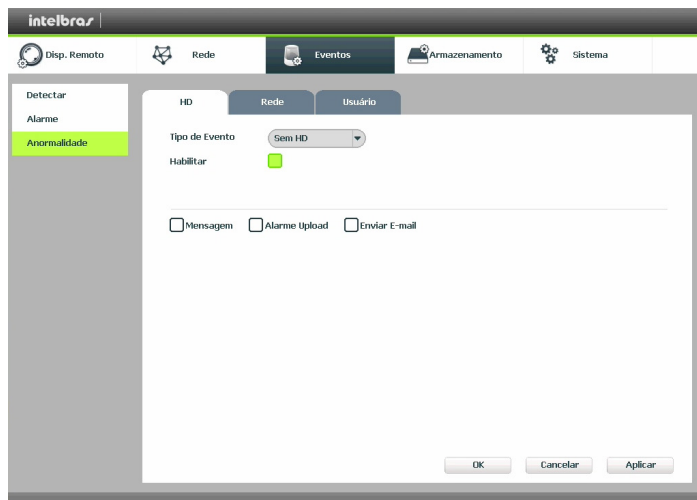 intelbras
Disp. Remoto Rede Eventos Armazenamento Sistema
Detectar
Alarme
Anormalidade
HD Rede Usuário
Tipo de Evento Sem HD
Habilitar
Mensagem Alarme Upload Enviar E-mail
OK Cancelar Aplicar